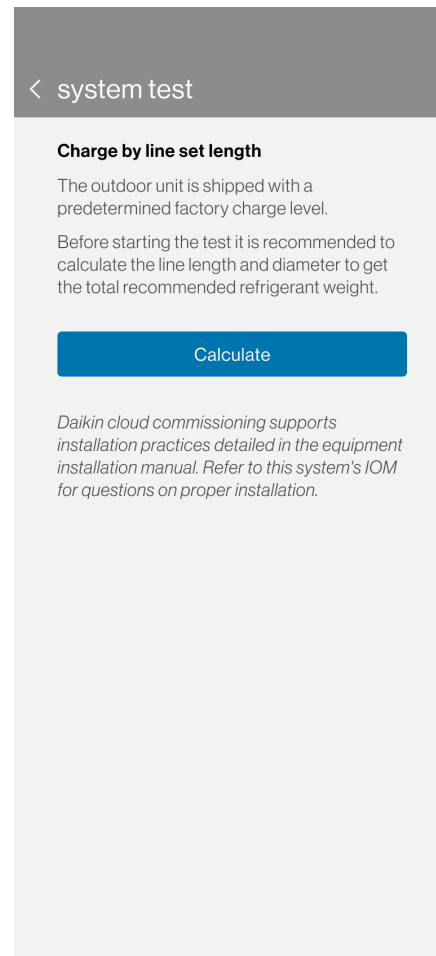 system test
Charge by line set length
The outdoor unit is shipped with a
predetermined factory charge level.
Before starting the test it is recommended to
calculate the line length and diameter to get
the total recommended refrigerant weight.
Calculate
Daikin cloud commissioning supports
installation practices detailed in the equipment
installation manual. Refer to this system's IOM
for questions on proper installation.